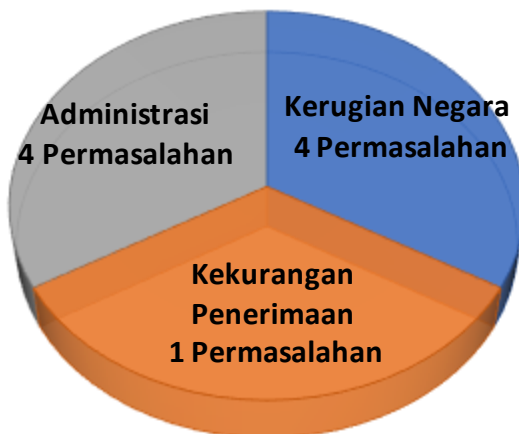 Administrasi
4 Permasalahan
Kerugian Negara
4 Permasalahan
Kekurangan
Penerimaan
1 Permasalahan